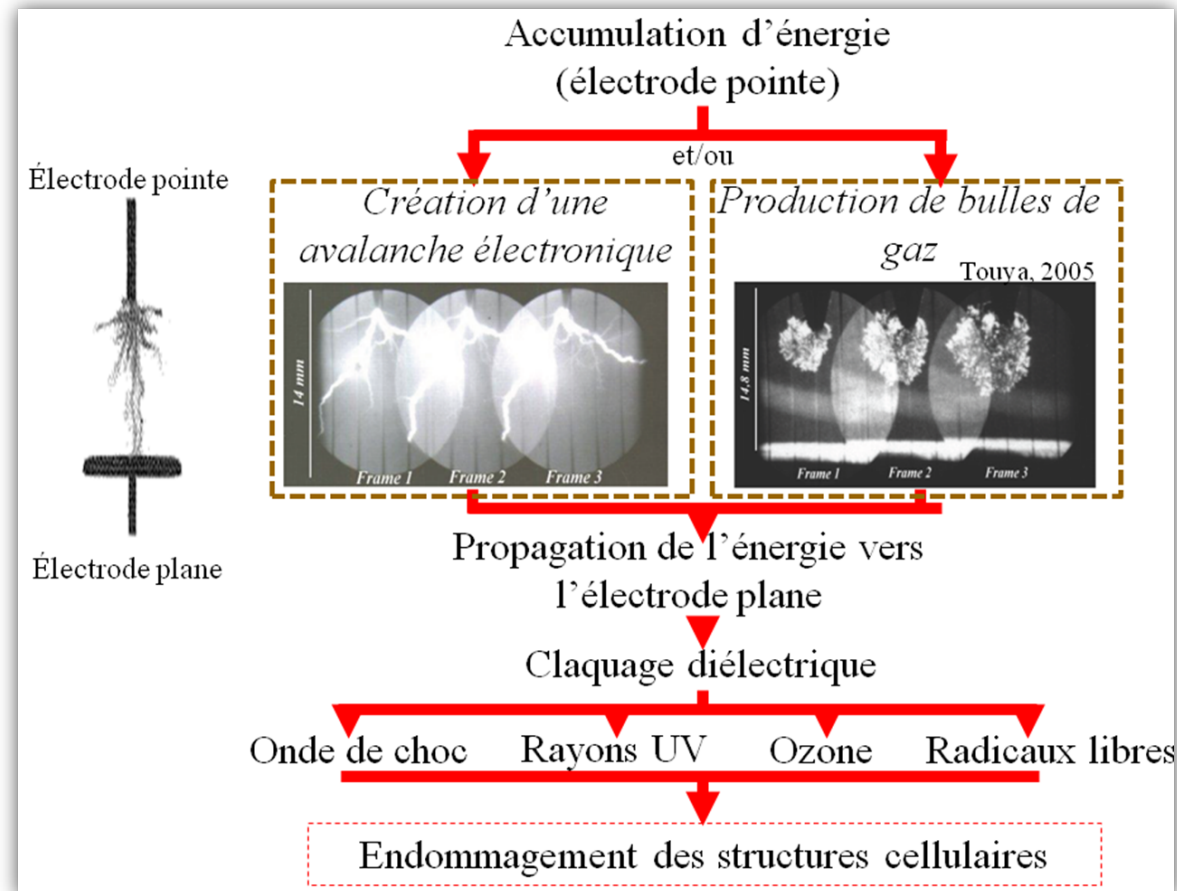 Accumulation d’énergie
(électrode pointe)
et/ou
Électrode pointe
Création d’une
avalanche électronique
14 mm
Frame 1
Frame 2
Frame 3
Production de bulles de
gaz
Touya, 2005
14.8 mm
Frame 1
Frame 2
Frame 3
Électrode plane
Propagation de l’énergie vers
l’électrode plane
Claquage diélectrique
Onde de choc
Rayons UV
Ozone
Radicaux libres
Endommagement des structures cellulaires